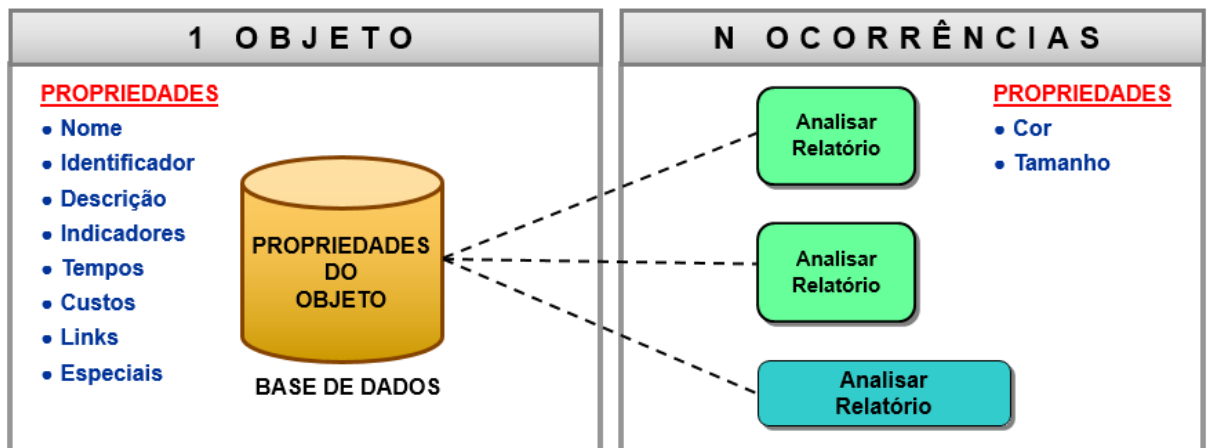 1 OBJETO
PROPRIEDADES
• Nome
• Identificador
• Descrição
• Indicadores
• Tempos
• Custos
• Links
• Especiais
PROPRIEDADES
DO
OBJETO
BASE DE DADOS
N OCORRÊNCIAS
Analisar
Relatório
Analisar
Relatório
Analisar
Relatório
PROPRIEDADES
• Cor
• Tamanho